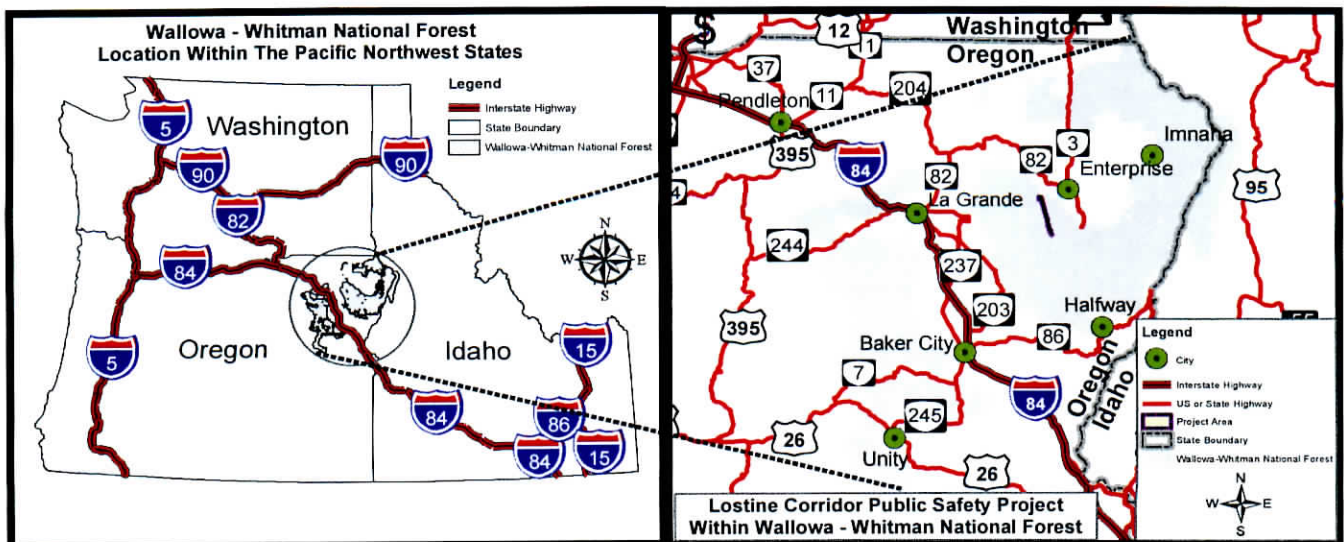 Wallowa - Whitman National Forest
Location Within The Pacific Northwest States
Legend
Interstate Highway
State Boundary
Wallowa-Whitman National Forest
5
Washington
90
90
82
N
W E
S
84
5
Oregon
Idaho
15
84
86
84
15
$
12
Washington
Oregon
11
37
11
204
Pendleton
395
84
82
82
3
Imnaha
Enterprise
95
La Grande
244
237
203
Halfway
395
Baker City
86
7
84
Oregon
Idaho
245
26
Unity
26
Legend
City
Interstate Highway
US or State Highway
Project Area
State Boundary
Wallowa-Whitman National Forest
N
W E
S
Lostine Corridor Public Safety Project
Within Wallowa - Whitman National Forest